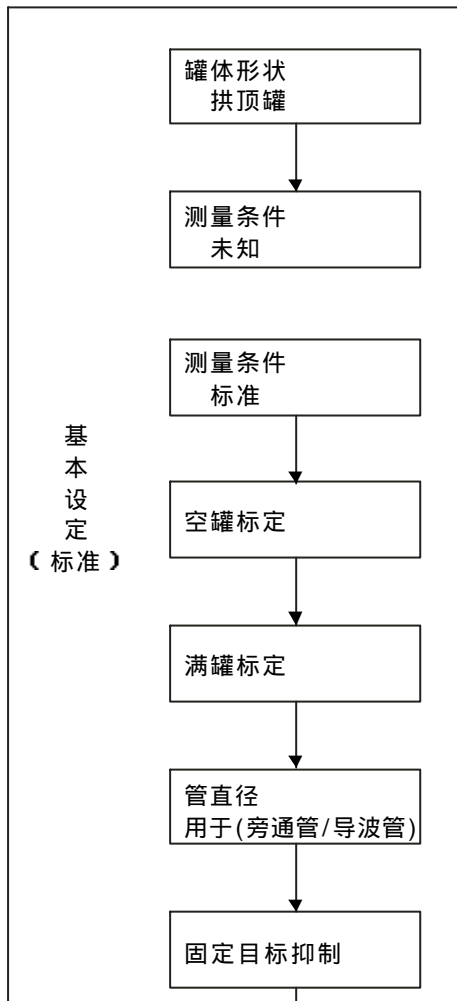 罐体形状
拱顶罐
测量条件
未知
测量条件
标准
基
本
设
定
(标准)
空罐标定
满罐标定
管直径
用于(旁通管/导波管)
固定目标抑制